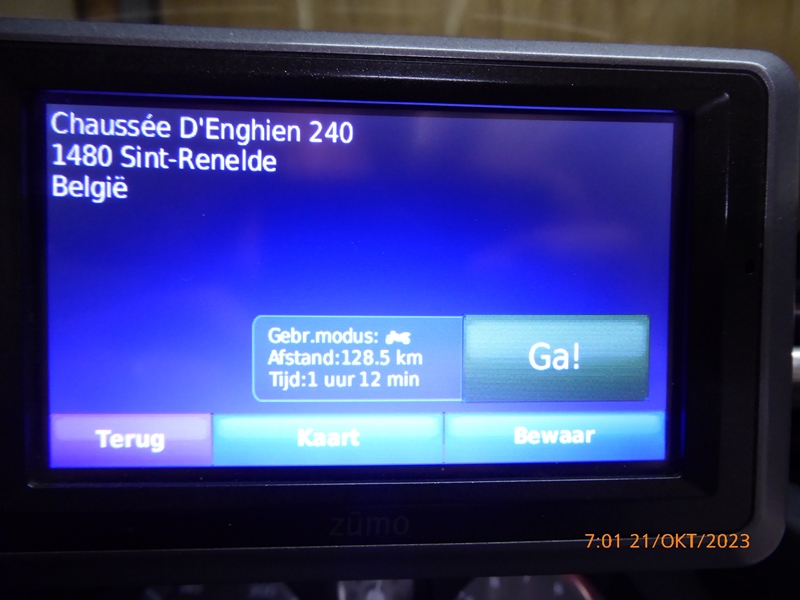 Chaussée D'Enghien 240
1480 Sint-Renelde
België
Gebr.modus:
Afstand:128.5 km
Tijd:1 uur 12 min
Ga!
Terug
Kaart
Bewaar
zūmo
7:01 21/OKT/2023